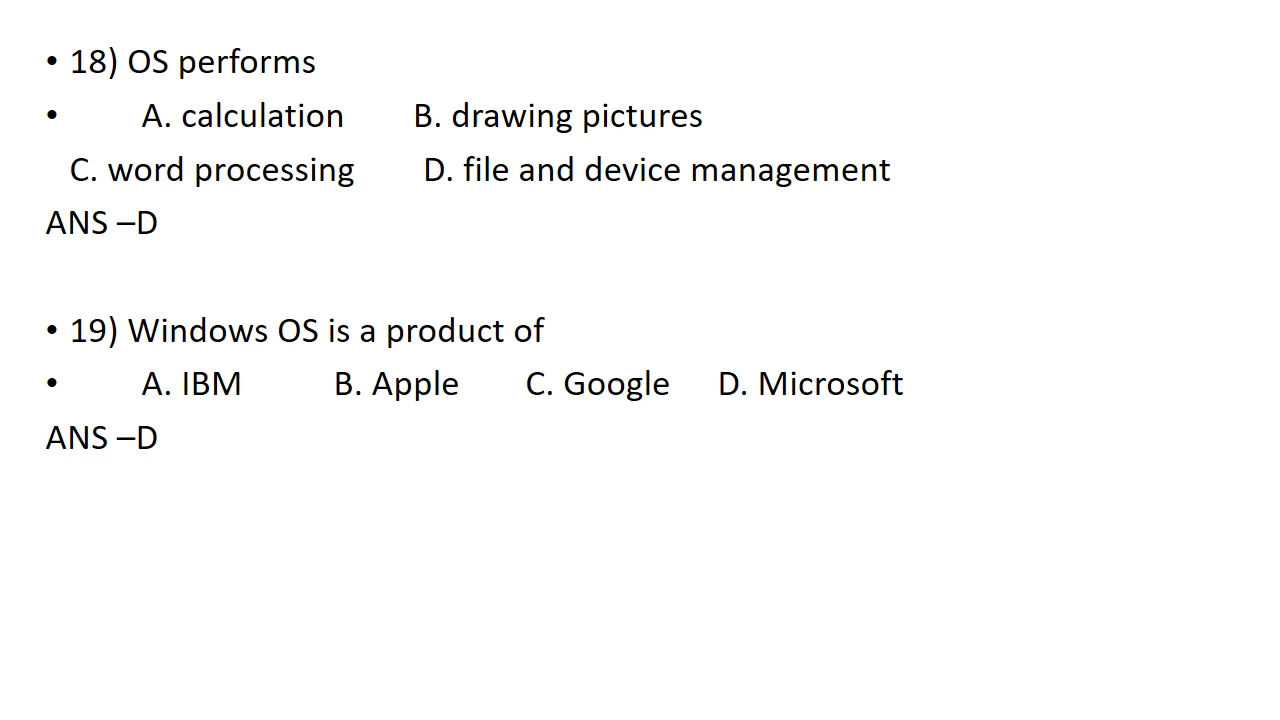 • 18) OS performs
• A. calculation B. drawing pictures
C. word processing D. file and device management
ANS –D
• 19) Windows OS is a product of
• A. IBM B. Apple C. Google D. Microsoft
ANS –D